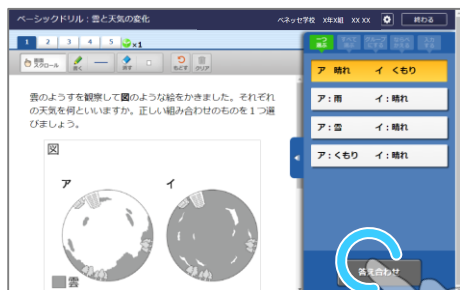 ベーシックドリル：雲と天気の変化
ベネッセ学校 x年x組 xx xx
終わる
1 2 3 4 5 ×1
スクロール
書く
消す
もどす
クリア
雲のようすを観察して図のような絵をかきました。それぞれ
の天気を何といいますか。正しい組み合わせのものを１つ選
びましょう。
図
ア イ
雲
ア 晴れ イ くもり
ア：雨 イ：晴れ
ア：雪 イ：晴れ
ア：くもり イ：晴れ
答え合わせ